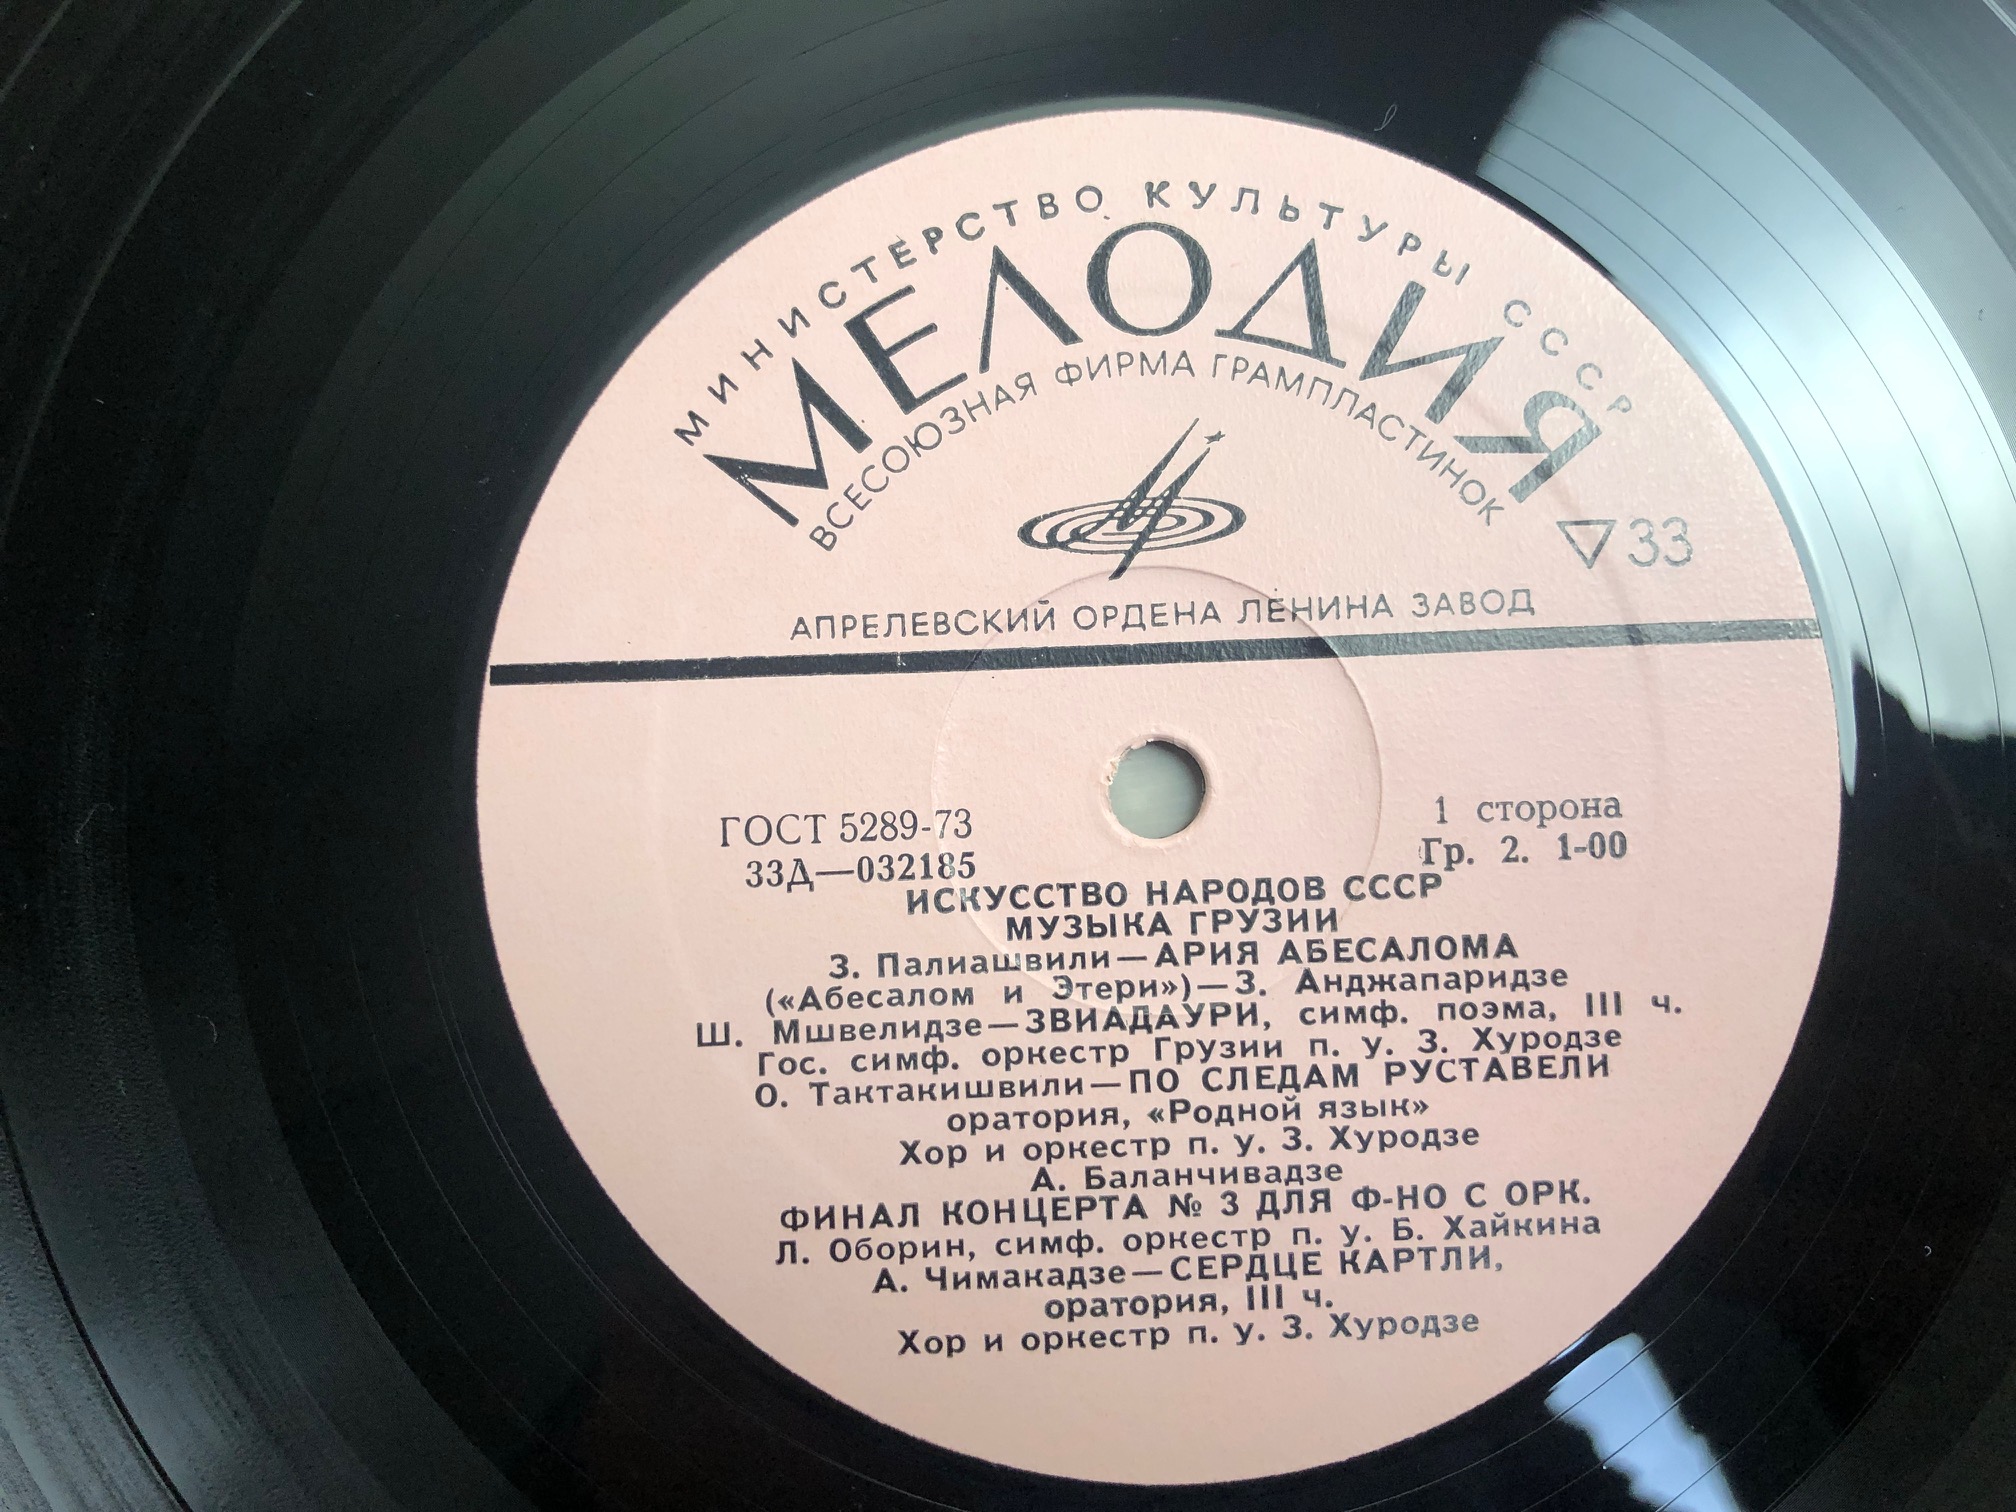 МИНИСТЕРСТВО КУЛЬТУРЫ СССР
МЕЛОДИЯ
ВСЕСОЮЗНАЯ ФИРМА ГРАМПЛАСТИНОК
▽33
АПРЕЛЕВСКИЙ ОРДЕНА ЛЕНИНА ЗАВОД
ГОСТ 5289-73
1 сторона
33Д—032185
Гр. 2. 1-00
ИСКУССТВО НАРОДОВ СССР
МУЗЫКА ГРУЗИИ
З. Палиашвили—АРИЯ АБЕСАЛОМА
(«Абесалом и Этери»)—З. Анджапаридзе
Ш. Мшвелидзе—ЗВИАДАУРИ, симф. поэма, III ч.
Гос. симф. оркестр Грузии п. у. З. Хуродзе
О. Тактакишвили—ПО СЛЕДАМ РУСТАВЕЛИ
оратория, «Родной язык»
Хор и оркестр п. у. З. Хуродзе
А. Баланчивадзе
ФИНАЛ КОНЦЕРТА № 3 ДЛЯ Ф-НО С ОРК.
Л. Оборин, симф. оркестр п. у. Б. Хайкина
А. Чимакадзе—СЕРДЦЕ КАРТЛИ,
оратория, III ч.
Хор и оркестр п. у. З. Хуродзе